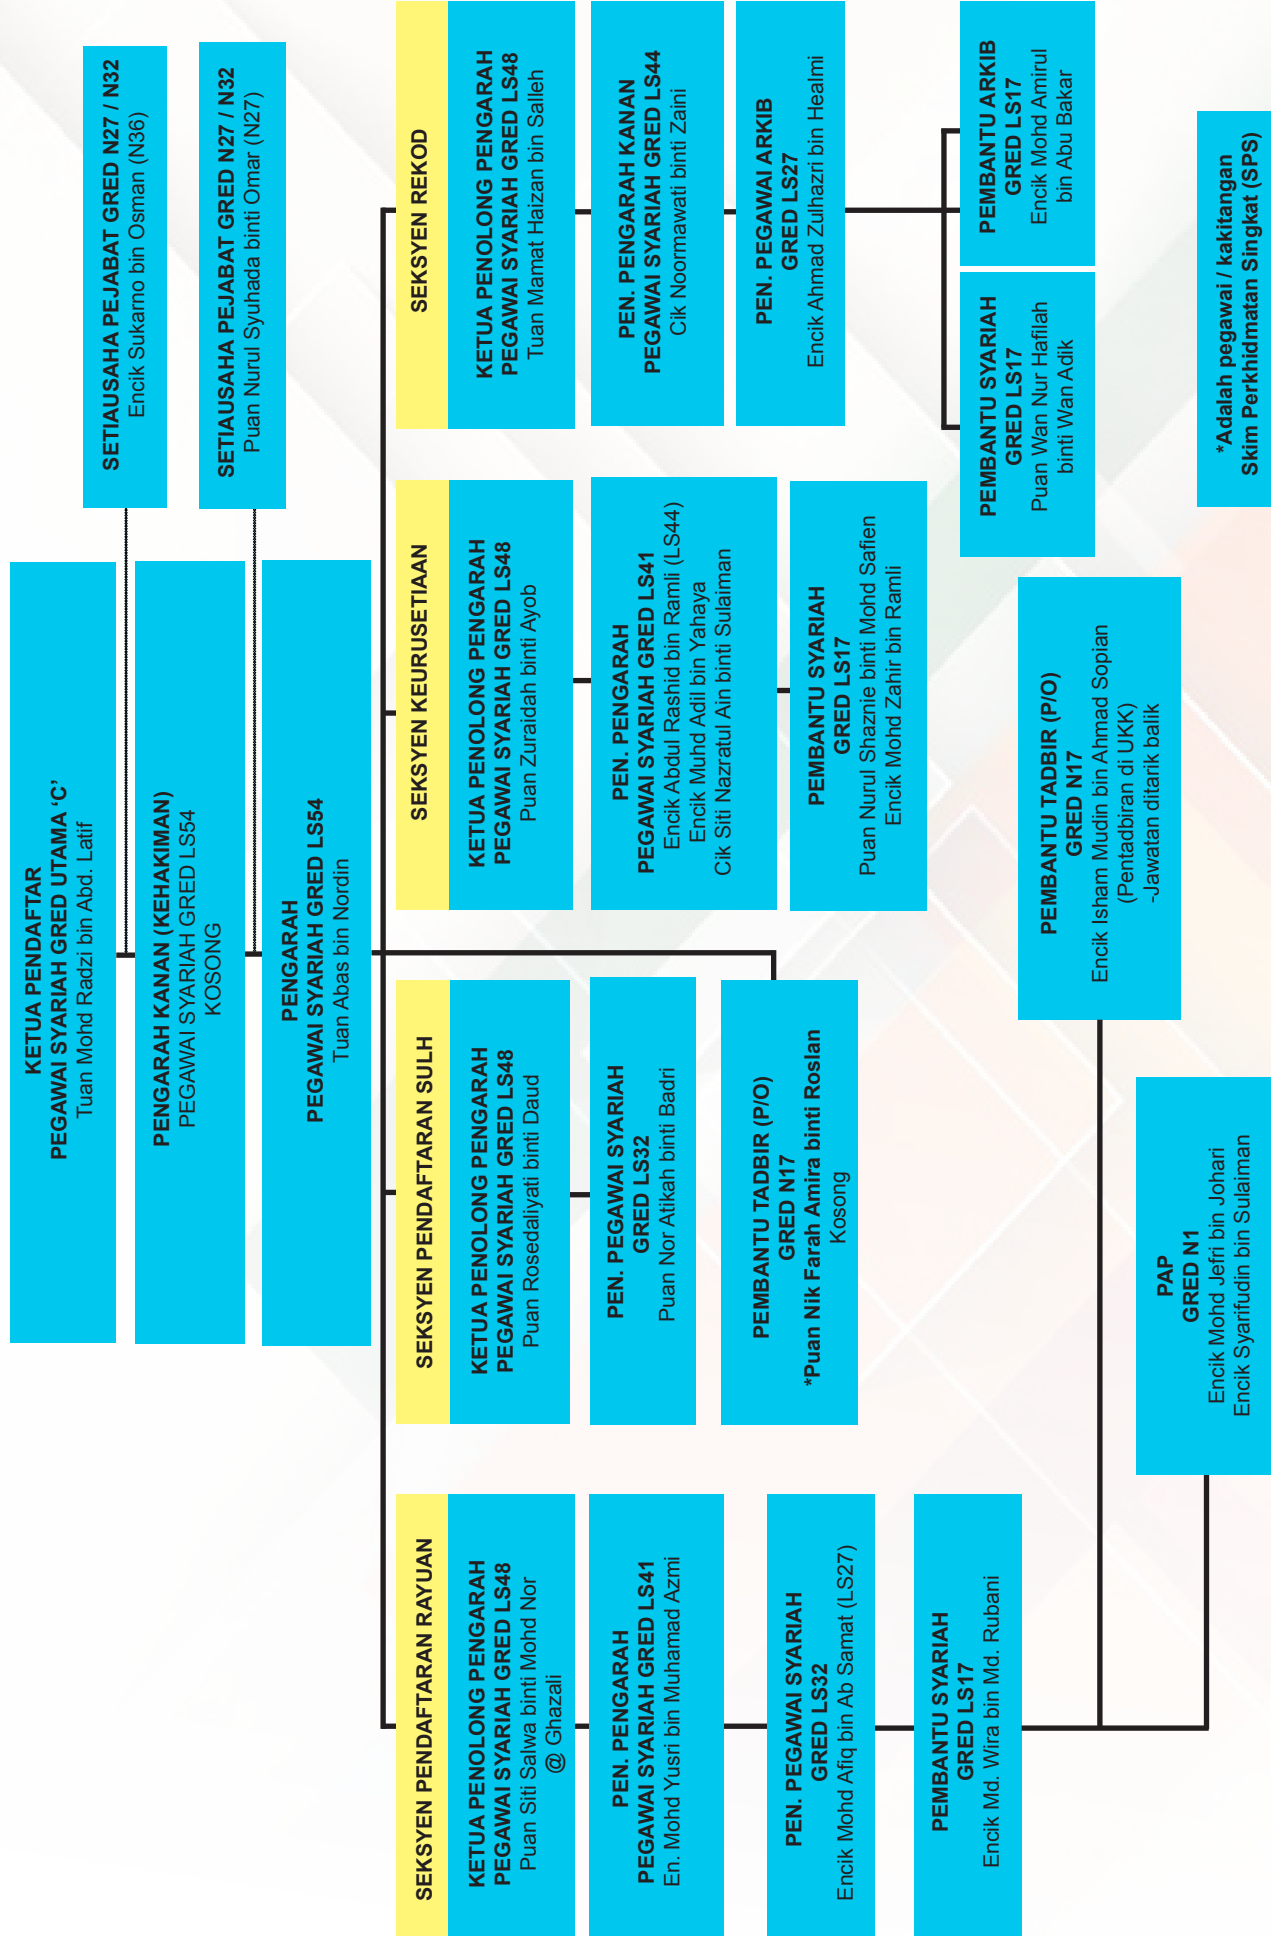 KETUA PENDAFTAR
PEGAWAI SYARIAH GRED UTAMA ‘C’
Tuan Mohd Radzi bin Abd. Latif
SETIAUSAHA PEJABAT GRED N27 / N32
Encik Sukarno bin Osman (N36)
PENGARAH KANAN (KEHAKIMAN)
PEGAWAI SYARIAH GRED LS54
KOSONG
SETIAUSAHA PEJABAT GRED N27 / N32
Puan Nurul Syuhada binti Omar (N27)
PENGARAH
PEGAWAI SYARIAH GRED LS54
Tuan Abas bin Nordin
SEKSYEN PENDAFTARAN RAYUAN
KETUA PENOLONG PENGARAH
PEGAWAI SYARIAH GRED LS48
Puan Siti Salwa binti Mohd Nor
@ Ghazali
PEN. PENGARAH
PEGAWAI SYARIAH GRED LS41
En. Mohd Yusri bin Muhamad Azmi
PEN. PEGAWAI SYARIAH
GRED LS32
Encik Mohd Afiq bin Ab Samat (LS27)
PEMBANTU SYARIAH
GRED LS17
Encik Md. Wira bin Md. Rubani
SEKSYEN PENDAFTARAN SULH
KETUA PENOLONG PENGARAH
PEGAWAI SYARIAH GRED LS48
Puan Rosedaliyati binti Daud
PEN. PEGAWAI SYARIAH
GRED LS32
Puan Nor Atikah binti Badri
PEMBANTU TADBIR (P/O)
GRED N17
*Puan Nik Farah Amira binti Roslan
Kosong
SEKSYEN KEURUSETIAAN
KETUA PENOLONG PENGARAH
PEGAWAI SYARIAH GRED LS48
Puan Zuraidah binti Ayob
PEN. PENGARAH
PEGAWAI SYARIAH GRED LS41
Encik Abdul Rashid bin Ramli (LS44)
Encik Muhd Adil bin Yahaya
Cik Siti Nazratul Ain binti Sulaiman
PEMBANTU SYARIAH
GRED LS17
Puan Nurul Shaznie binti Mohd Safien
Encik Mohd Zahir bin Ramli
SEKSYEN REKOD
KETUA PENOLONG PENGARAH
PEGAWAI SYARIAH GRED LS48
Tuan Mamat Haizan bin Salleh
PEN. PENGARAH KANAN
PEGAWAI SYARIAH GRED LS44
Cik Noormawati binti Zaini
PEN. PEGAWAI ARKIB
GRED LS27
Encik Ahmad Zulhazri bin Healmi
PEMBANTU SYARIAH
GRED LS17
Puan Wan Nur Hafilah
binti Wan Adik
PEMBANTU ARKIB
GRED LS17
Encik Mohd Amirul
bin Abu Bakar
PEMBANTU TADBIR (P/O)
GRED N17
Encik Isham Mudin bin Ahmad Sopian
(Pentadbiran di UKK)
-Jawatan ditarik balik
PAP
GRED N1
Encik Mohd Jefri bin Johari
Encik Syarifudin bin Sulaiman
*Adalah pegawai / kakitangan
Skim Perkhidmatan Singkat (SPS)